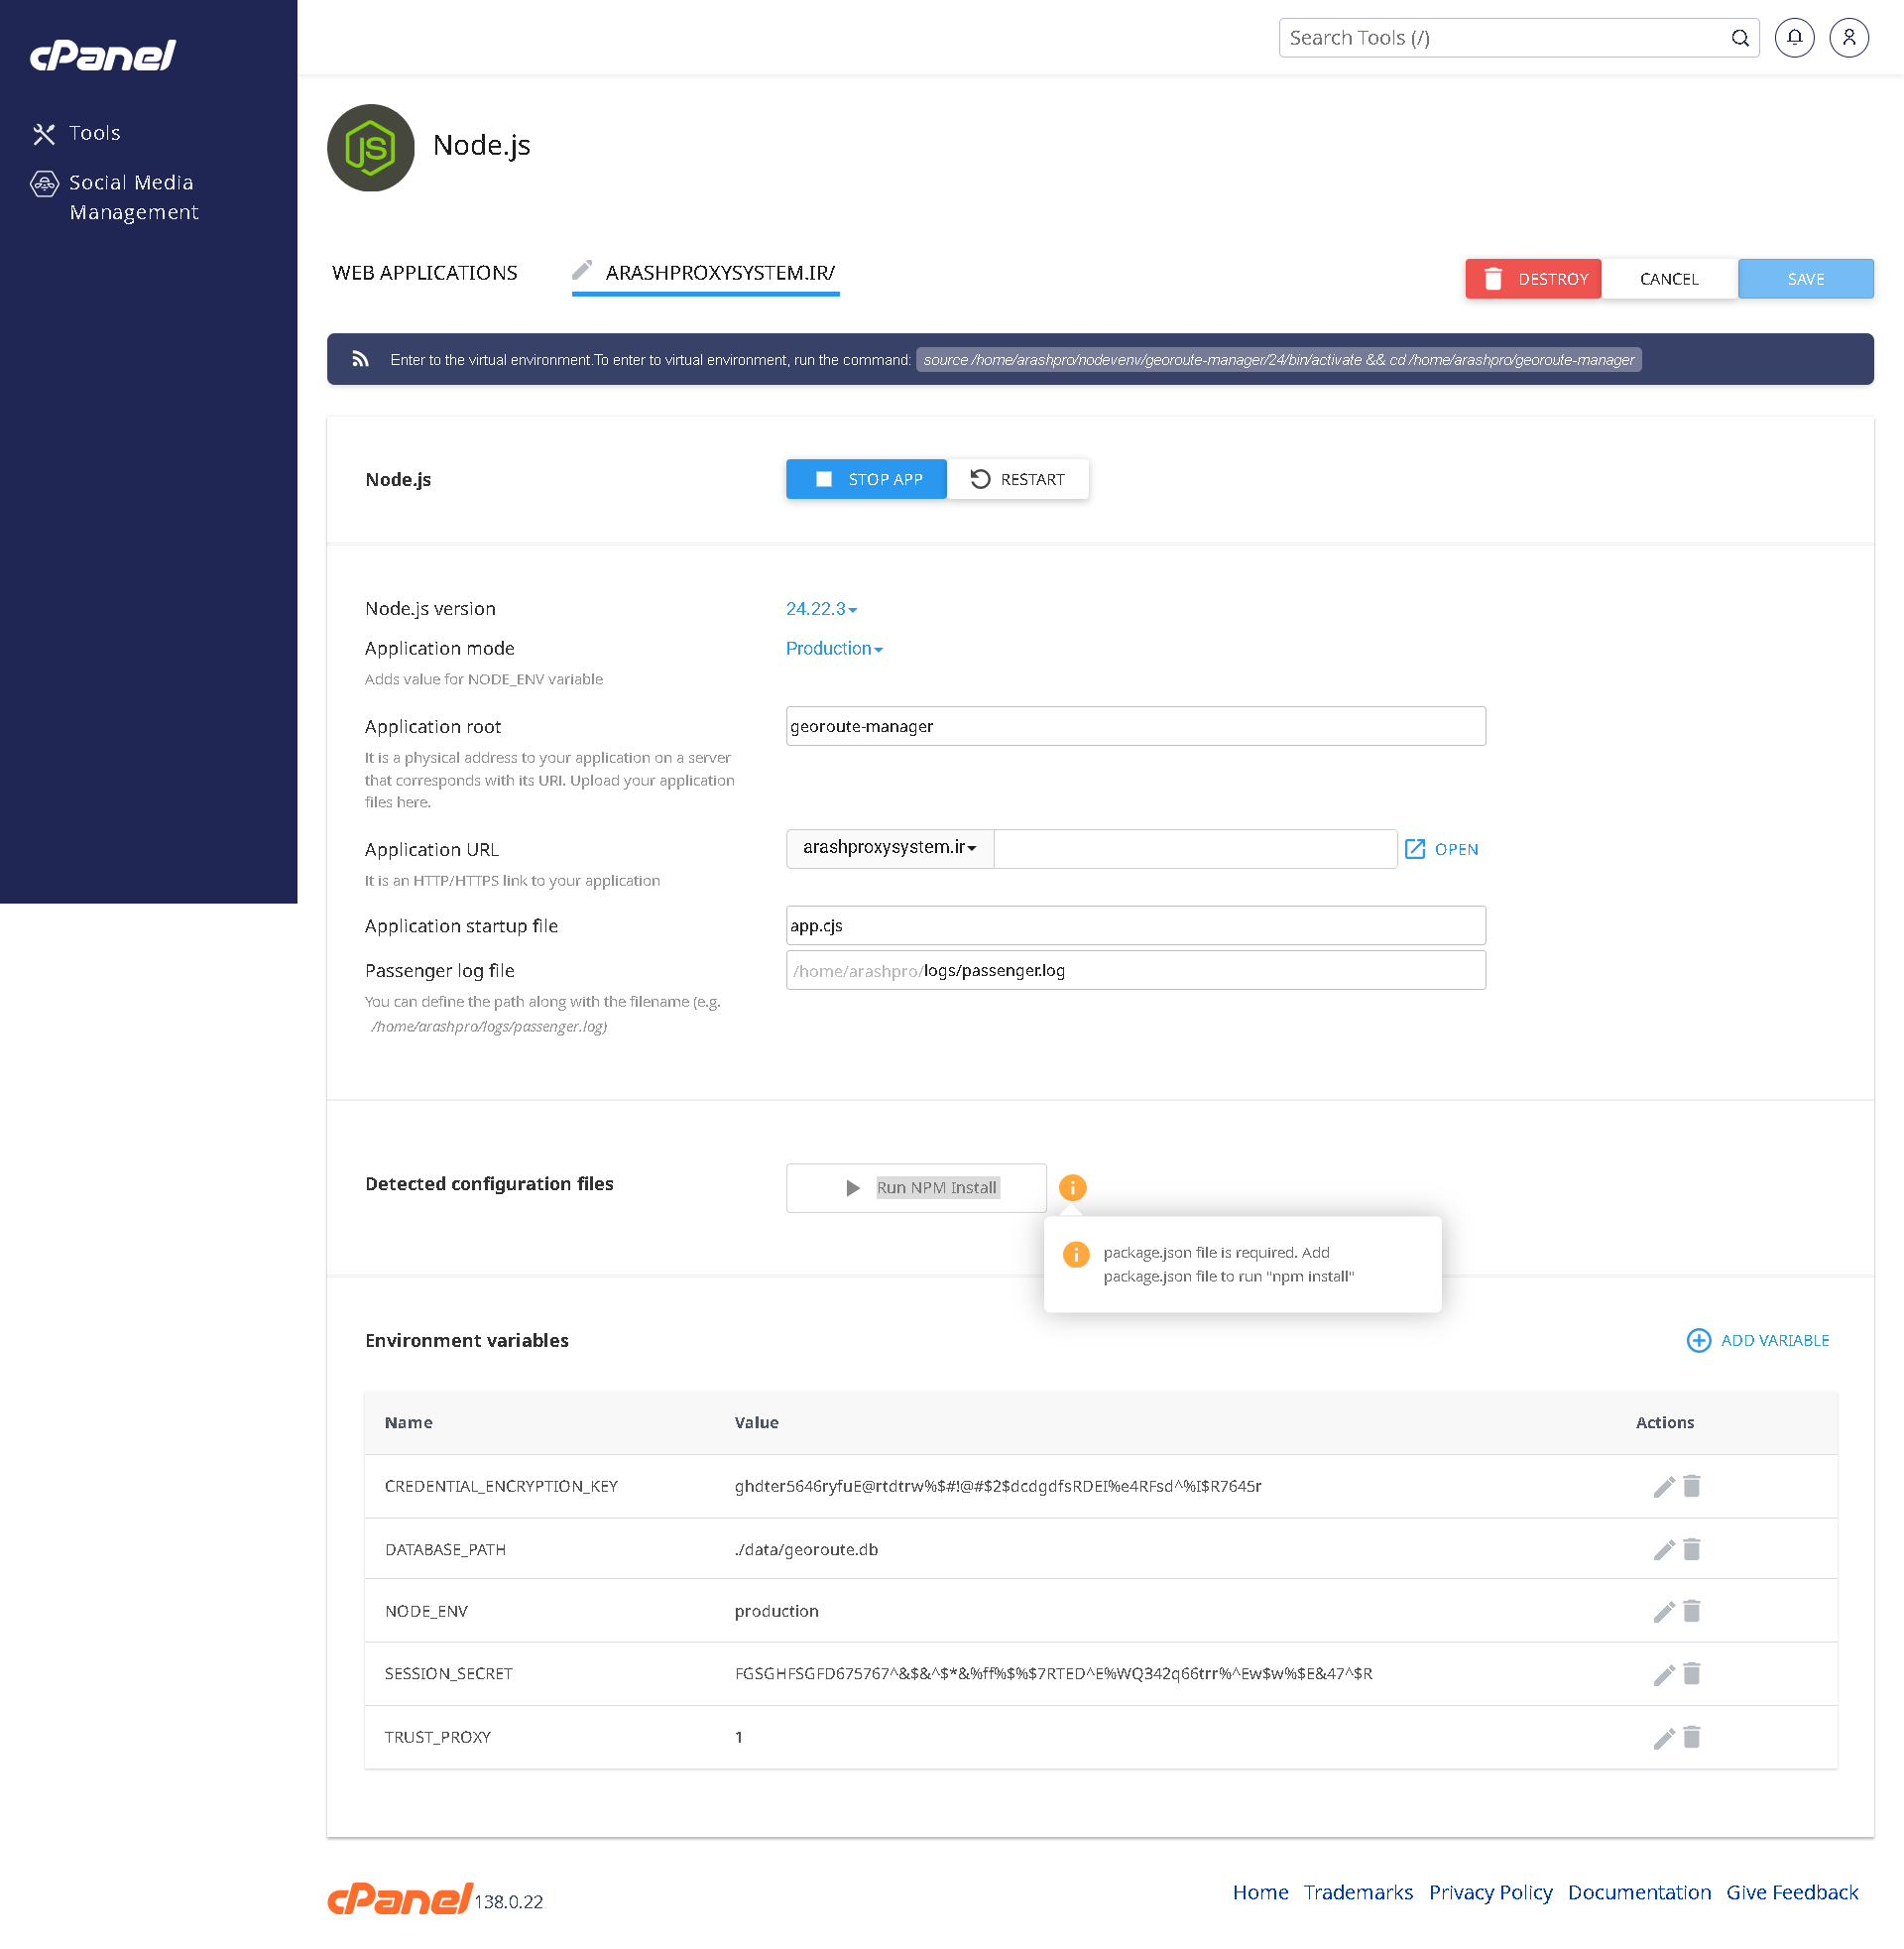 cPanel
Search Tools (/)
Tools
Social Media
Management
Node.js
WEB APPLICATIONS
ARASHPROXYSYSTEM.IR/
DESTROY
CANCEL
SAVE
Enter to the virtual environment.To enter to virtual environment, run the command: source /home/arashpro/nodevenv/georoute-manager/24/bin/activate && cd /home/arashpro/georoute-manager
Node.js
STOP APP
RESTART
Node.js version
24.22.3
Application mode
Production
Adds value for NODE_ENV variable
Application root
georoute-manager
It is a physical address to your application on a server
that corresponds with its URI. Upload your application
files here.
Application URL
arashproxysystem.ir
OPEN
It is an HTTP/HTTPS link to your application
Application startup file
app.cjs
Passenger log file
/home/arashpro/logs/passenger.log
You can define the path along with the filename (e.g.
/home/arashpro/logs/passenger.log)
Detected configuration files
Run NPM Install
package.json file is required. Add
package.json file to run "npm install"
Environment variables
ADD VARIABLE
Name Value Actions
CREDENTIAL_ENCRYPTION_KEY ghdter5646ryfuE@rtdtrw%$#!@#$2$dcdgdfsRDEI%e4RFsd^%I$R7645r
DATABASE_PATH ./data/georoute.db
NODE_ENV production
SESSION_SECRET FGSGHFSGFD675767^&$&^$*&%ff%$%$7RTED^E%WQ342q66trr%^Ew$w%$E&47^$R
TRUST_PROXY 1
cPanel 138.0.22
Home Trademarks Privacy Policy Documentation Give Feedback